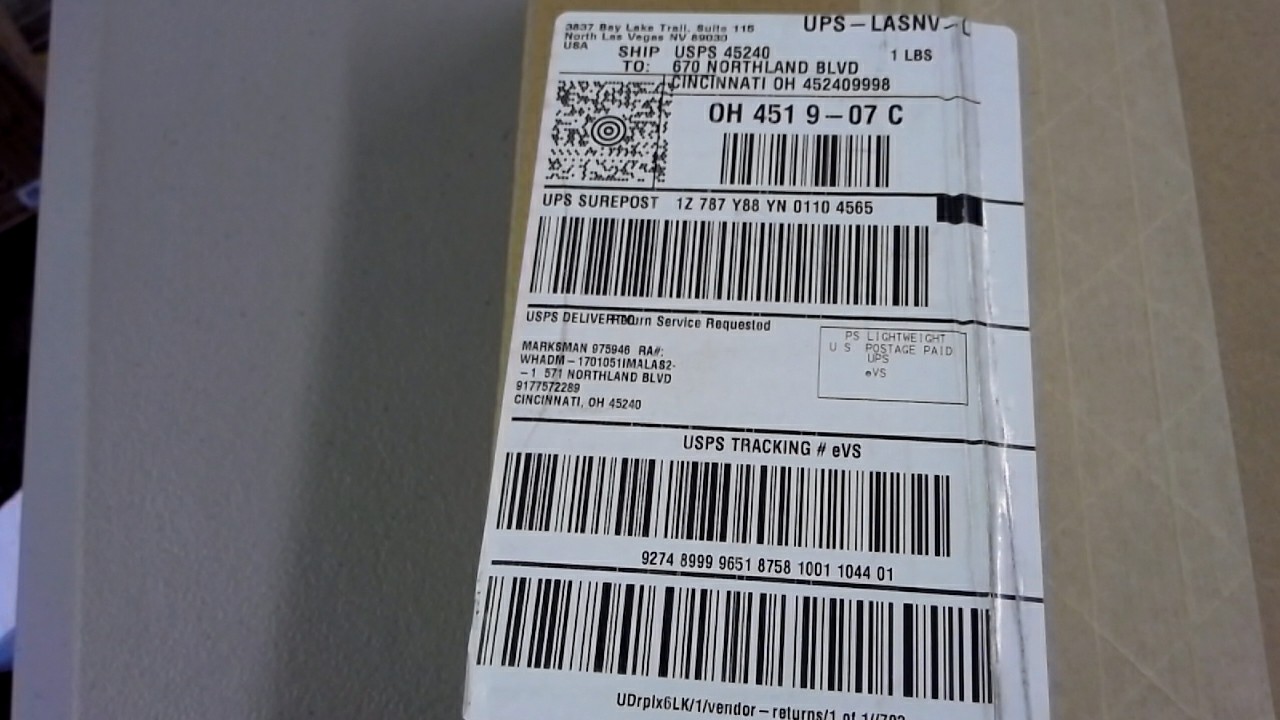 UPS-LASNV-
3837 Bay Lake Trail, Suite 115
North Las Vegas NV 89030
USA
1 LBS
SHIP TO:
USPS 45240
670 NORTHLAND BLVD
CINCINNATI OH 452409998
OH 451 9-07 C
UPS SUREPOST 1Z 787 Y88 YN 0110 4565
USPS DELIVER TO: Return Service Requested
MARKSMAN 975946 RA#:
WHADM-1701051IMALAS2-
-1 571 NORTHLAND BLVD
9177572289
CINCINNATI, OH 45240
PS LIGHTWEIGHT
U S POSTAGE PAID
UPS
eVS
USPS TRACKING # eVS
9274 8999 9651 8758 1001 1044 01
UDrplx6LK/1/vendor-returns/1 of 1//